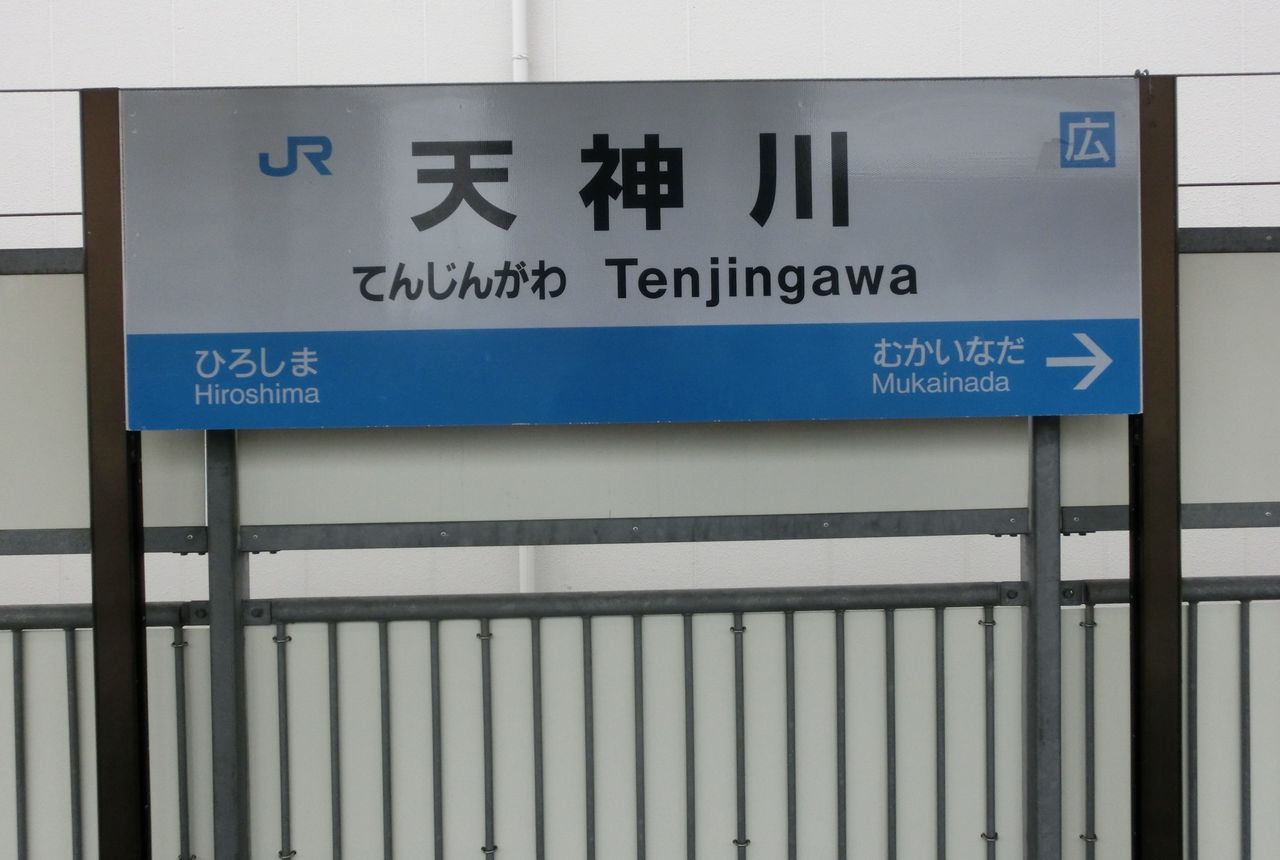 JR 天神川 広
てんじんがわ Tenjingawa
ひろしま むかいなだ →
Hiroshima Mukainada